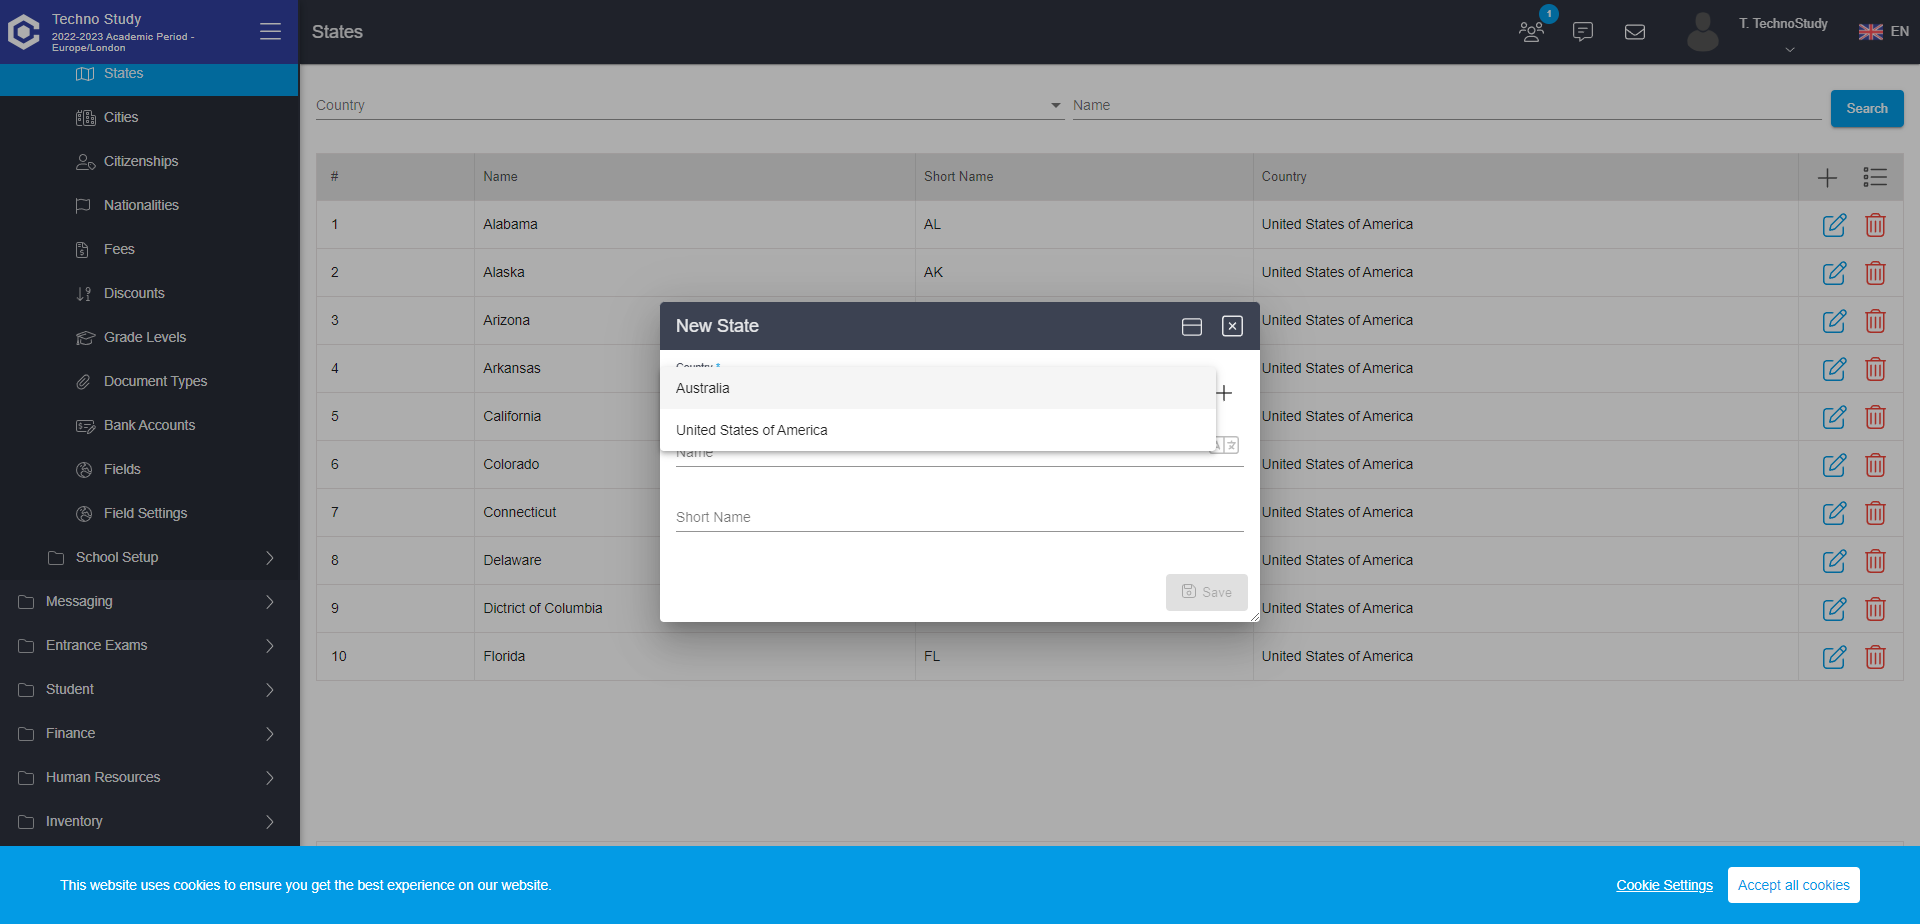 Techno Study
2022-2023 Academic Period -
Europe/London
States
1
T. TechnoStudy
EN
States
Cities
Citizenships
Nationalities
Fees
Discounts
Grade Levels
Document Types
Bank Accounts
Fields
Field Settings
School Setup
Messaging
Entrance Exams
Student
Finance
Human Resources
Inventory
Country
Name
Search
# Name Short Name Country
1 Alabama AL United States of America
2 Alaska AK United States of America
3 Arizona United States of America
4 Arkansas United States of America
5 California United States of America
6 Colorado United States of America
7 Connecticut United States of America
8 Delaware United States of America
9 Dictrict of Columbia United States of America
10 Florida FL United States of America
New State
Country *
Australia
United States of America
Name
Short Name
Save
This website uses cookies to ensure you get the best experience on our website.
Cookie Settings
Accept all cookies